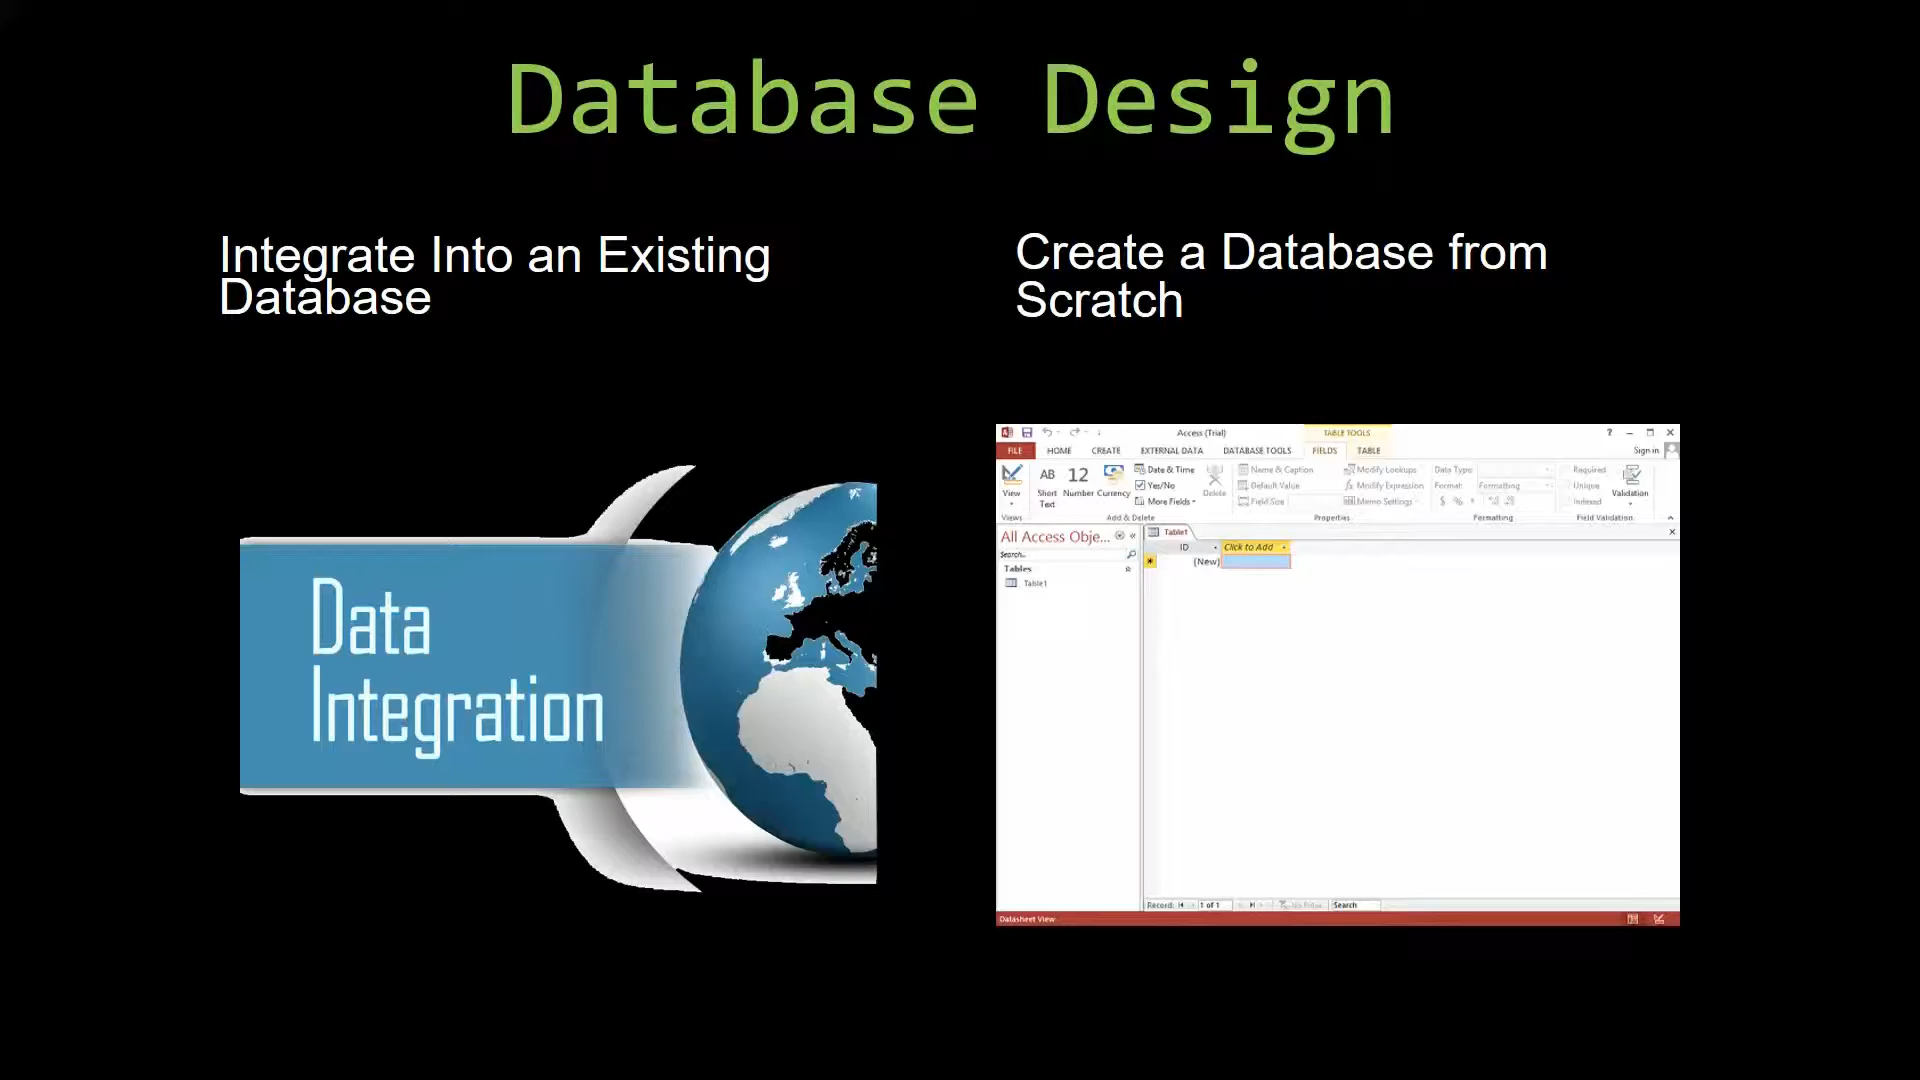 Database Design
Integrate Into an Existing
Database
Create a Database from
Scratch
Data
Integration
Access (Trial)
TABLE TOOLS
?
FILE
HOME
CREATE
EXTERNAL DATA
DATABASE TOOLS
FIELDS
TABLE
Sign in
View
AB
Short
Text
12
Number
Currency
Date & Time
Yes/No
More Fields
Delete
Name & Caption
Default Value
Field Size
Modify Lookups
Modify Expression
Memo Settings
Data Type:
Format:
Formatting
$ %
Required
Unique
Indexed
Validation
Views
Add & Delete
Properties
Formatting
Field Validation
All Access Obje...
Search...
Tables
Table1
Table1
ID
Click to Add
(New)
Record:
1 of 1
No Filter
Search
Datasheet View